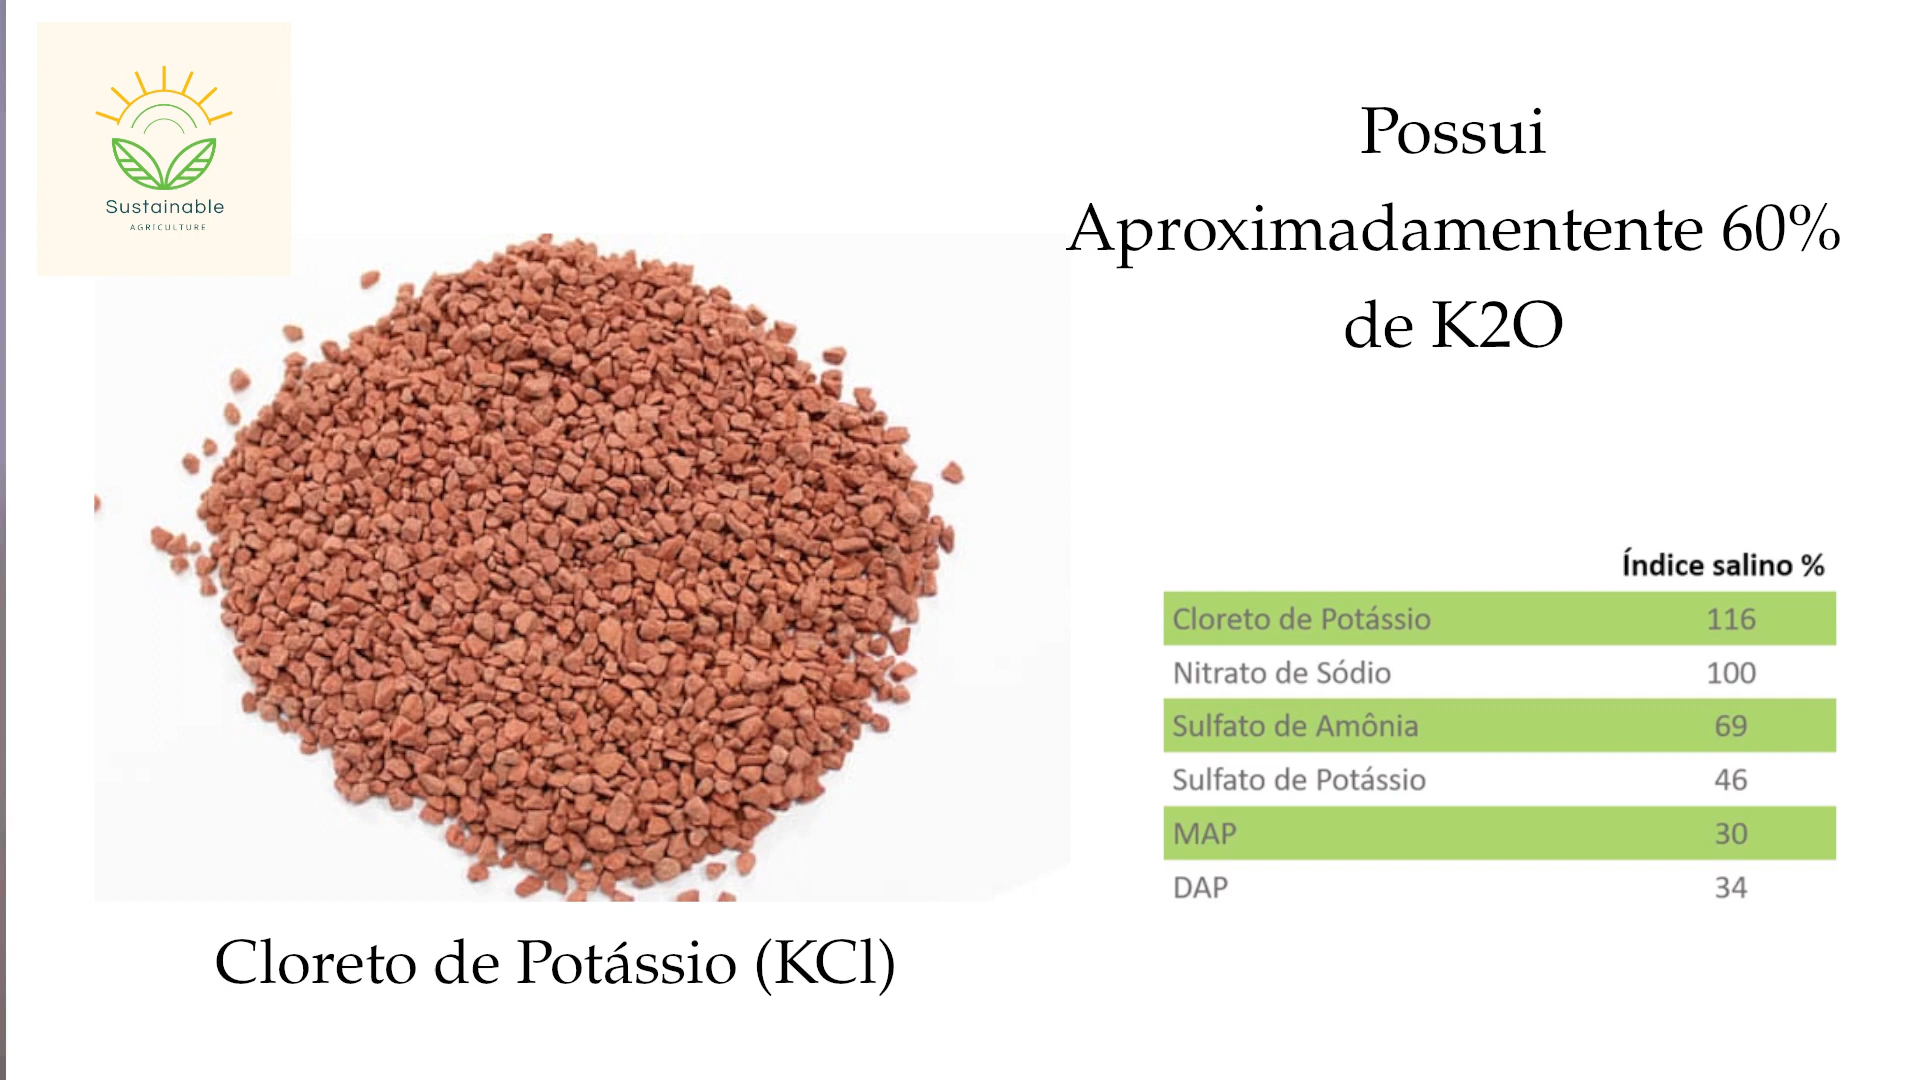 Sustainable
AGRICULTURE
Possui
Aproximadamentente 60%
de K2O
Índice salino %
Cloreto de Potássio 116
Nitrato de Sódio 100
Sulfato de Amônia 69
Sulfato de Potássio 46
MAP 30
DAP 34
Cloreto de Potássio (KCl)